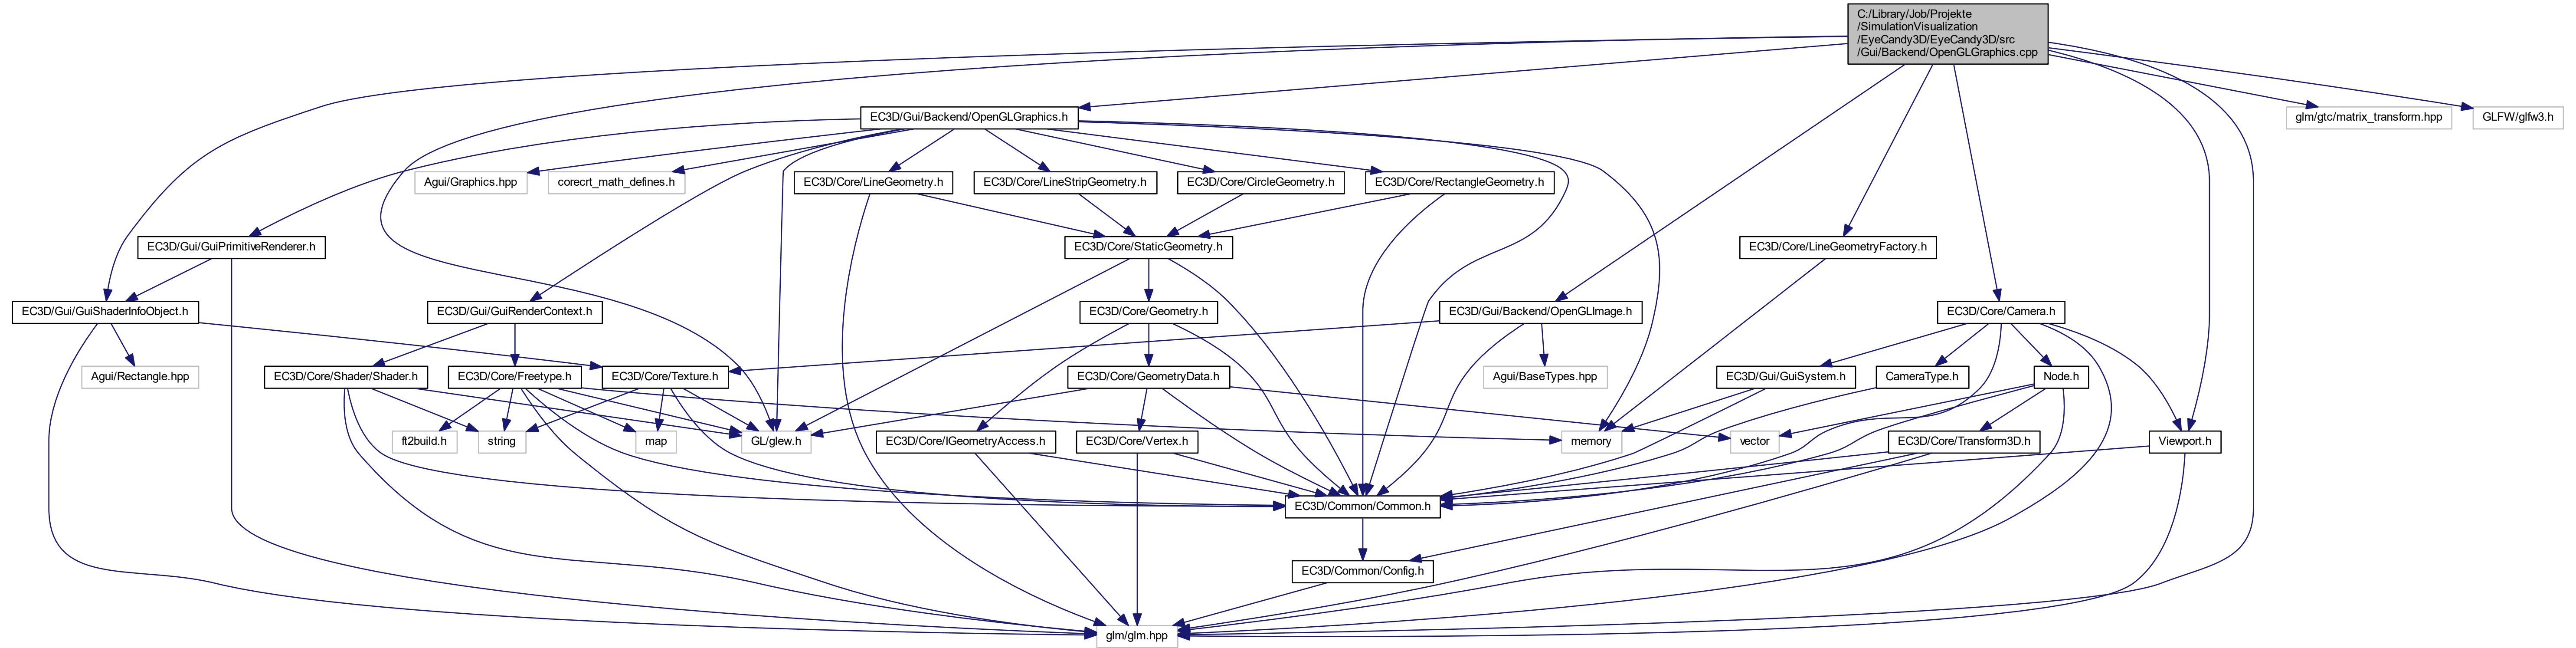 C:/Library/Job/Projekte
/SimulationVisualization
/EyeCandy3D/EyeCandy3D/src
/Gui/Backend/OpenGLGraphics.cpp
EC3D/Gui/Backend/OpenGLGraphics.h
glm/gtc/matrix_transform.hpp
GLFW/glfw3.h
Agui/Graphics.hpp
corecrt_math_defines.h
EC3D/Core/LineGeometry.h
EC3D/Core/LineStripGeometry.h
EC3D/Core/CircleGeometry.h
EC3D/Core/RectangleGeometry.h
EC3D/Gui/GuiPrimitiveRenderer.h
EC3D/Core/StaticGeometry.h
EC3D/Core/LineGeometryFactory.h
EC3D/Gui/GuiShaderInfoObject.h
EC3D/Gui/GuiRenderContext.h
EC3D/Core/Geometry.h
EC3D/Gui/Backend/OpenGLImage.h
EC3D/Core/Camera.h
Agui/Rectangle.hpp
EC3D/Core/Shader/Shader.h
EC3D/Core/Freetype.h
EC3D/Core/Texture.h
EC3D/Core/GeometryData.h
Agui/BaseTypes.hpp
EC3D/Gui/GuiSystem.h
CameraType.h
Node.h
ft2build.h
string
map
GL/glew.h
EC3D/Core/IGeometryAccess.h
EC3D/Core/Vertex.h
memory
vector
EC3D/Core/Transform3D.h
Viewport.h
EC3D/Common/Common.h
EC3D/Common/Config.h
glm/glm.hpp